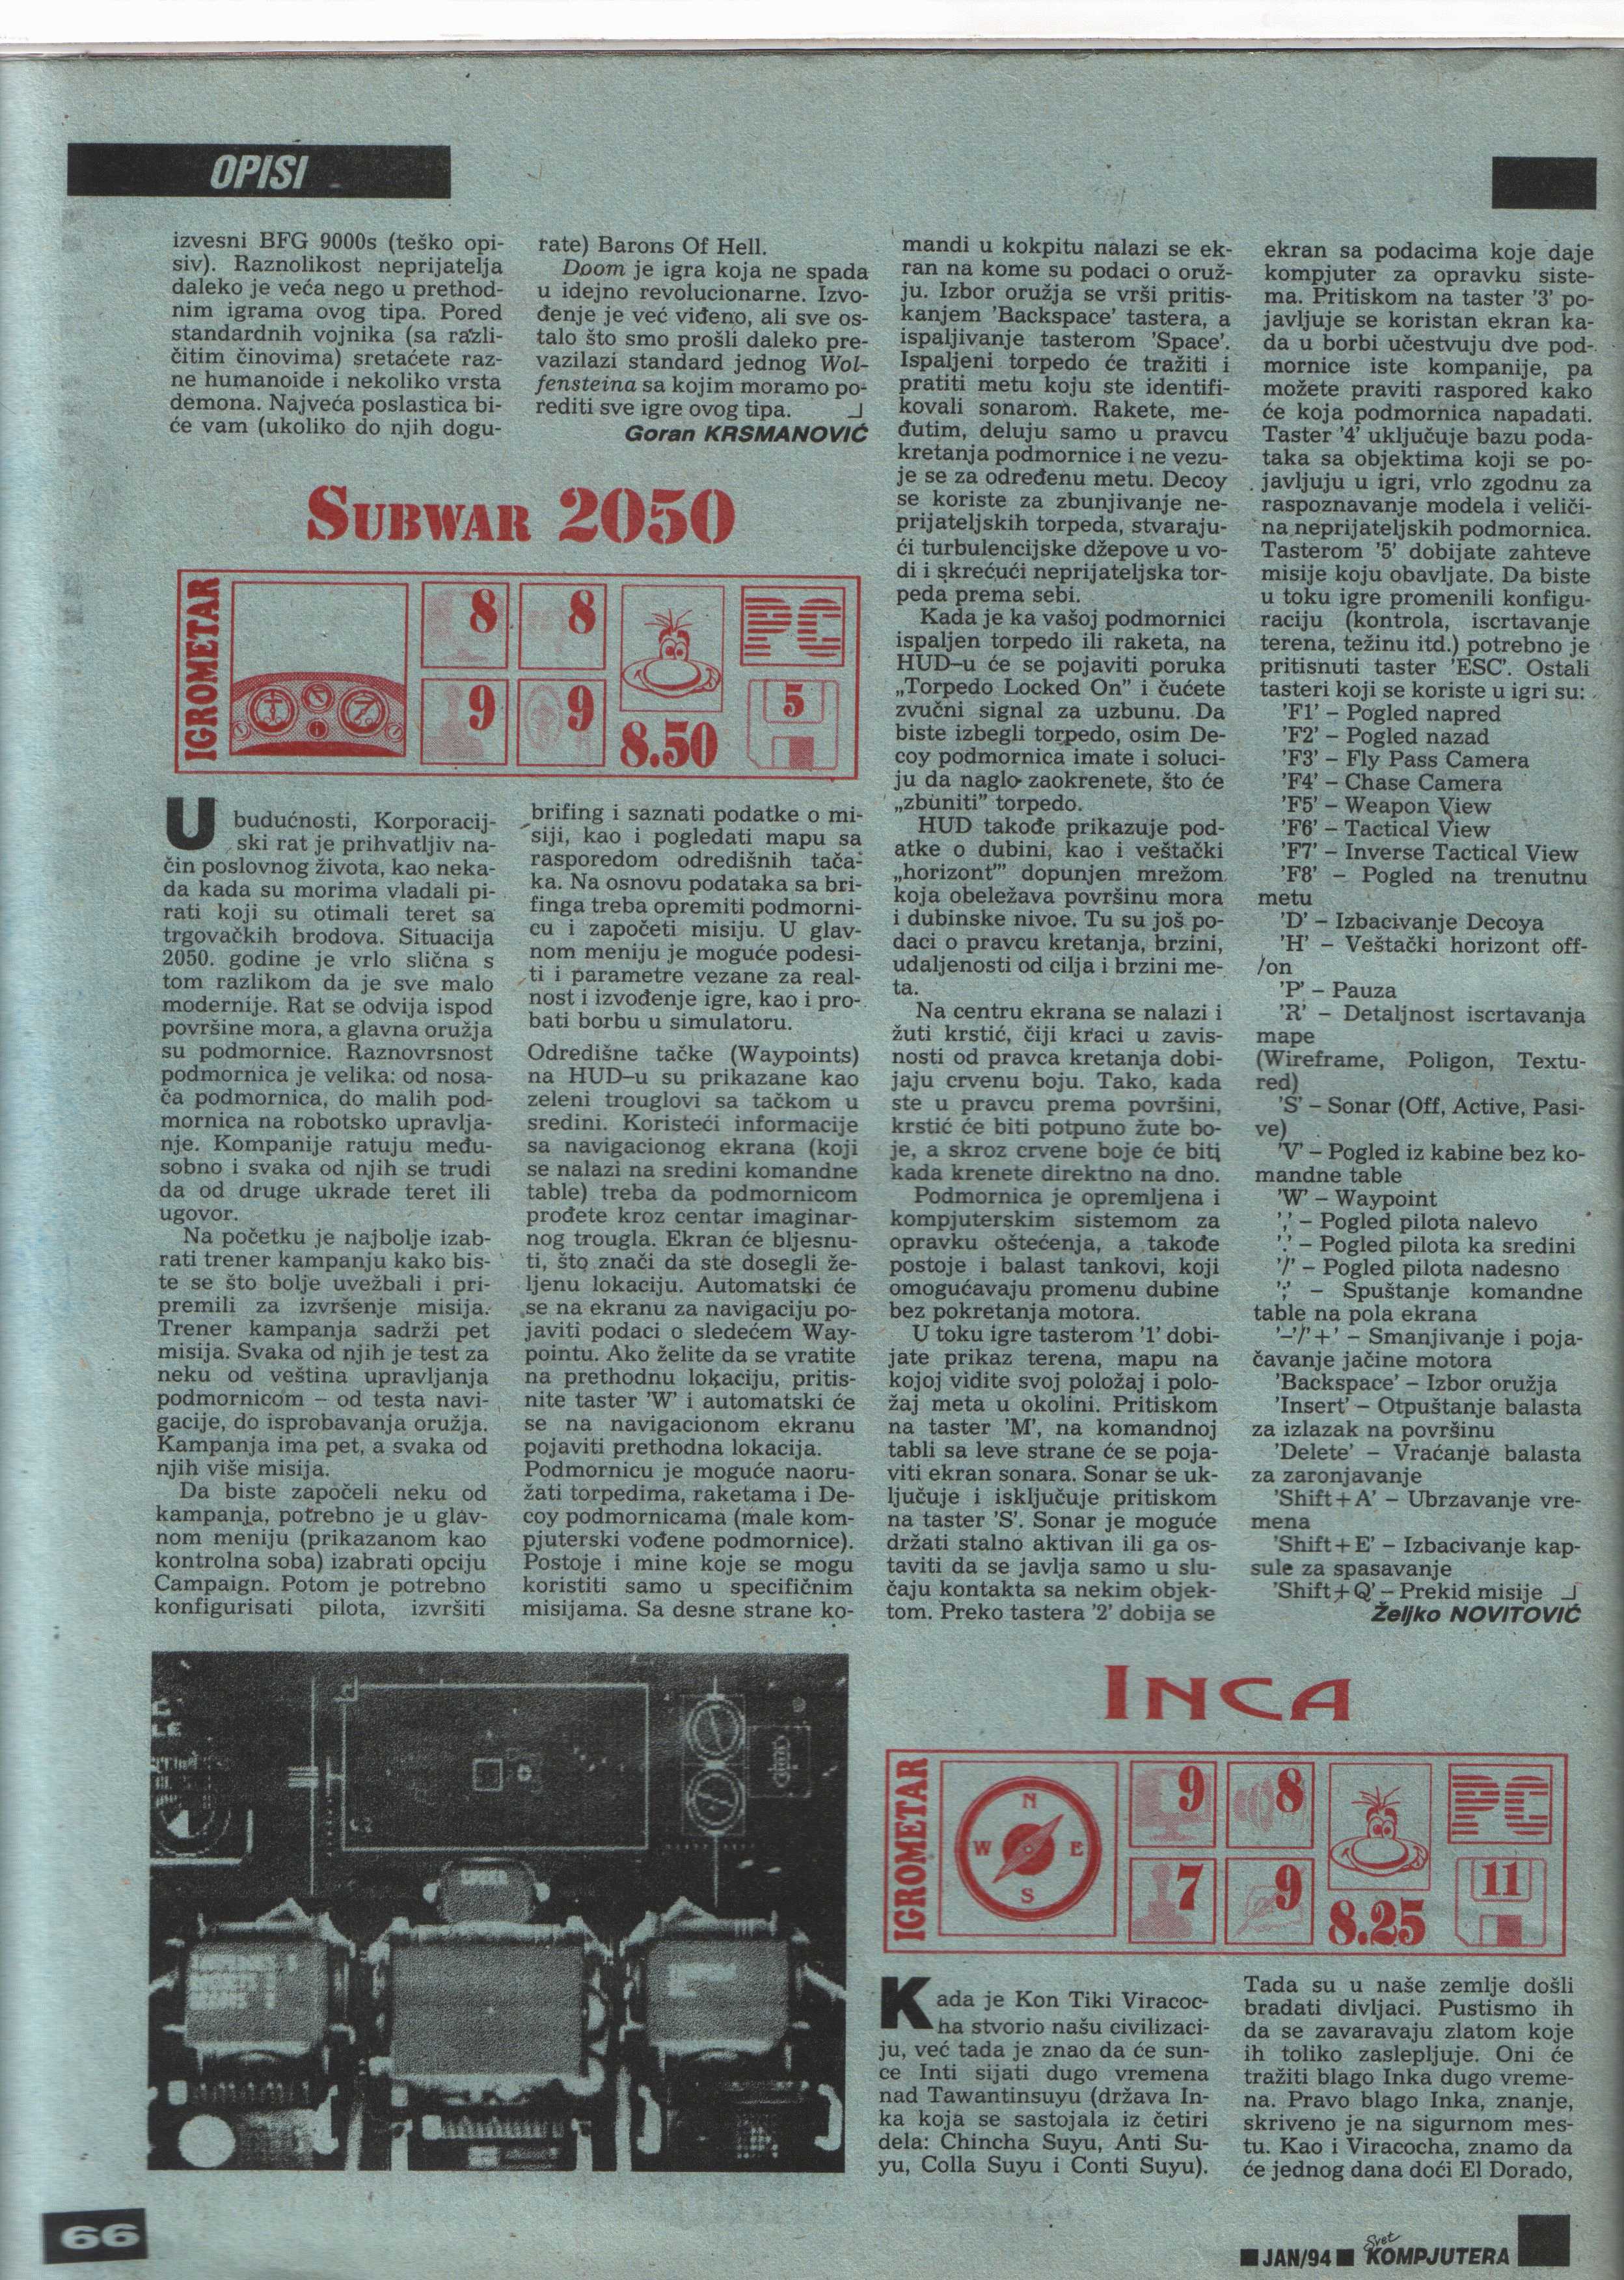 OPISI
izvesni BFG 9000s (teško opi-
siv). Raznolikost neprijatelja
daleko je veća nego u prethod-
nim igrama ovog tipa. Pored
standardnih vojnika (sa razli-
čitim činovima) sretaćete raz-
ne humanoide i nekoliko vrsta
demona. Najveća poslastica bi-
će vam (ukoliko do njih dogu-
rate) Barons Of Hell.
Doom je igra koja ne spada
u idejno revolucionarne. Izvo-
đenje je već viđeno, ali sve os-
talo što smo prošli daleko pre-
vazilazi standard jednog Wol-
fensteina sa kojim moramo po-
rediti sve igre ovog tipa.
Goran KRSMANOVIĆ
SUBWAR 2050
IGROMETAR
8
8
PC
9
9
8.50
5
U budućnosti, Korporacij-
ski rat je prihvatljiv na-
čin poslovnog života, kao neka-
da kada su morima vladali pi-
rati koji su otimali teret sa
trgovačkih brodova. Situacija
2050. godine je vrlo slična s
tom razlikom da je sve malo
modernije. Rat se odvija ispod
površine mora, a glavna oružja
su podmornice. Raznovrsnost
podmornica je velika: od nosa-
ča podmornica, do malih pod-
mornica na robotsko upravlja-
nje. Kompanije ratuju među-
sobno i svaka od njih se trudi
da od druge ukrade teret ili
ugovor.
Na početku je najbolje izab-
rati trener kampanju kako bis-
te se što bolje uvežbali i pri-
premili za izvršenje misija.
Trener kampanja sadrži pet
misija. Svaka od njih je test za
neku od veština upravljanja
podmornicom – od testa navi-
gacije, do isprobavanja oružja.
Kampanja ima pet, a svaka od
njih više misija.
Da biste započeli neku od
kampanja, potrebno je u glav-
nom meniju (prikazanom kao
kontrolna soba) izabrati opciju
Campaign. Potom je potrebno
konfigurisati pilota, izvršiti
brifing i saznati podatke o mi-
siji, kao i pogledati mapu sa
rasporedom odredišnih tača-
ka. Na osnovu podataka sa bri-
finga treba opremiti podmorni-
cu i započeti misiju. U glav-
nom meniju je moguće podesi-
ti i parametre vezane za real-
nost i izvođenje igre, kao i pro-
bati borbu u simulatoru.
Odredišne tačke (Waypoints)
na HUD–u su prikazane kao
zeleni trouglovi sa tačkom u
sredini. Koristeći informacije
sa navigacionog ekrana (koji
se nalazi na sredini komandne
table) treba da podmornicom
prođete kroz centar imaginar-
nog trougla. Ekran će bljesnu-
ti, što znači da ste dosegli že-
ljenu lokaciju. Automatski će
se na ekranu za navigaciju po-
javiti podaci o sledećem Way-
pointu. Ako želite da se vratite
na prethodnu lokaciju, pritis-
nite taster 'W' i automatski će
se na navigacionom ekranu
pojaviti prethodna lokacija.
Podmornicu je moguće naoru-
žati torpedima, raketama i De-
coy podmornicama (male kom-
pjuterski vođene podmornice).
Postoje i mine koje se mogu
koristiti samo u specifičnim
misijama. Sa desne strane ko-
mandi u kokpitu nalazi se ek-
ran na kome su podaci o oruž-
ju. Izbor oružja se vrši pritis-
kanjem 'Backspace' tastera, a
ispaljivanje tasterom 'Space'.
Ispaljeni torpedo će tražiti i
pratiti metu koju ste identifi-
kovali sonarom. Rakete, me-
đutim, deluju samo u pravcu
kretanja podmornice i ne vezu-
je se za određenu metu. Decoy
se koriste za zbunjivanje ne-
prijateljskih torpeda, stvaraju-
ći turbulencijske džepove u vo-
di i skrećući neprijateljska tor-
peda prema sebi.
Kada je ka vašoj podmornici
ispaljen torpedo ili raketa, na
HUD–u će se pojaviti poruka
„Torpedo Locked On” i čućete
zvučni signal za uzbunu. Da
biste izbegli torpedo, osim De-
coy podmornica imate i soluci-
ju da naglo zaokrenete, što će
„zbuniti” torpedo.
HUD takođe prikazuje pod-
atke o dubini, kao i veštački
„horizont” dopunjen mrežom
koja obeležava površinu mora
i dubinske nivoe. Tu su još po-
daci o pravcu kretanja, brzini,
udaljenosti od cilja i brzini me-
ta.
Na centru ekrana se nalazi i
žuti krstić, čiji kraci u zavis-
nosti od pravca kretanja dobi-
jaju crvenu boju. Tako, kada
ste u pravcu prema površini,
krstić će biti potpuno žute bo-
je, a skroz crvene boje će biti
kada krenete direktno na dno.
Podmornica je opremljena i
kompjuterskim sistemom za
opravku oštećenja, a takođe
postoje i balast tankovi, koji
omogućavaju promenu dubine
bez pokretanja motora.
U toku igre tasterom '1' dobi-
jate prikaz terena, mapu na
kojoj vidite svoj položaj i polo-
žaj meta u okolini. Pritiskom
na taster 'M', na komandnoj
tabli sa leve strane će se poja-
viti ekran sonara. Sonar se uk-
ljučuje i isključuje pritiskom
na taster 'S'. Sonar je moguće
držati stalno aktivan ili ga os-
taviti da se javlja samo u slu-
čaju kontakta sa nekim objek-
tom. Preko tastera '2' dobija se
ekran sa podacima koje daje
kompjuter za opravku siste-
ma. Pritiskom na taster '3' po-
javljuje se koristan ekran ka-
da u borbi učestvuju dve pod-
mornice iste kompanije, pa
možete praviti raspored kako
će koja podmornica napadati.
Taster '4' uključuje bazu poda-
taka sa objektima koji se po-
javljuju u igri, vrlo zgodnu za
raspoznavanje modela i veliči-
na neprijateljskih podmornica.
Tasterom '5' dobijate zahteve
misije koju obavljate. Da biste
u toku igre promenili konfigu-
raciju (kontrola, iscrtavanje
terena, težinu itd.) potrebno je
pritisnuti taster 'ESC'. Ostali
tasteri koji se koriste u igri su:
'F1' – Pogled napred
'F2' – Pogled nazad
'F3' – Fly Pass Camera
'F4' – Chase Camera
'F5' – Weapon View
'F6' – Tactical View
'F7' – Inverse Tactical View
'F8' – Pogled na trenutnu
metu
'D' – Izbacivanje Decoya
'H' – Veštački horizont off-
/on
'P' – Pauza
'R' – Detaljnost iscrtavanja
mape
(Wireframe, Poligon, Textu-
red)
'S' – Sonar (Off, Active, Pasi-
ve)
'V' – Pogled iz kabine bez ko-
mandne table
'W' – Waypoint
',' – Pogled pilota nalevo
'.' – Pogled pilota ka sredini
'/' – Pogled pilota nadesno
';' – Spuštanje komandne
table na pola ekrana
'–'/'+' – Smanjivanje i poja-
čavanje jačine motora
'Backspace' – Izbor oružja
'Insert' – Otpuštanje balasta
za izlazak na površinu
'Delete' – Vraćanje balasta
za zaronjavanje
'Shift+A' – Ubrzavanje vre-
mena
'Shift+E' – Izbacivanje kap-
sule za spasavanje
'Shift+Q' – Prekid misije
Željko NOVITOVIĆ
INCA
IGROMETAR
N
W
E
S
9
8
PC
7
9
8.25
11
Kada je Kon Tiki Viracoc-
ha stvorio našu civilizaci-
ju, već tada je znao da će sun-
ce Inti sijati dugo vremena
nad Tawantinsuyu (država In-
ka koja se sastojala iz četiri
dela: Chincha Suyu, Anti Su-
yu, Colla Suyu i Conti Suyu).
Tada su u naše zemlje došli
bradati divljaci. Pustismo ih
da se zavaravaju zlatom koje
ih toliko zaslepljuje. Oni će
tražiti blago Inka dugo vreme-
na. Pravo blago Inka, znanje,
skriveno je na sigurnom mes-
tu. Kao i Viracocha, znamo da
će jednog dana doći El Dorado,
66
JAN/94 Svet KOMPJUTERA